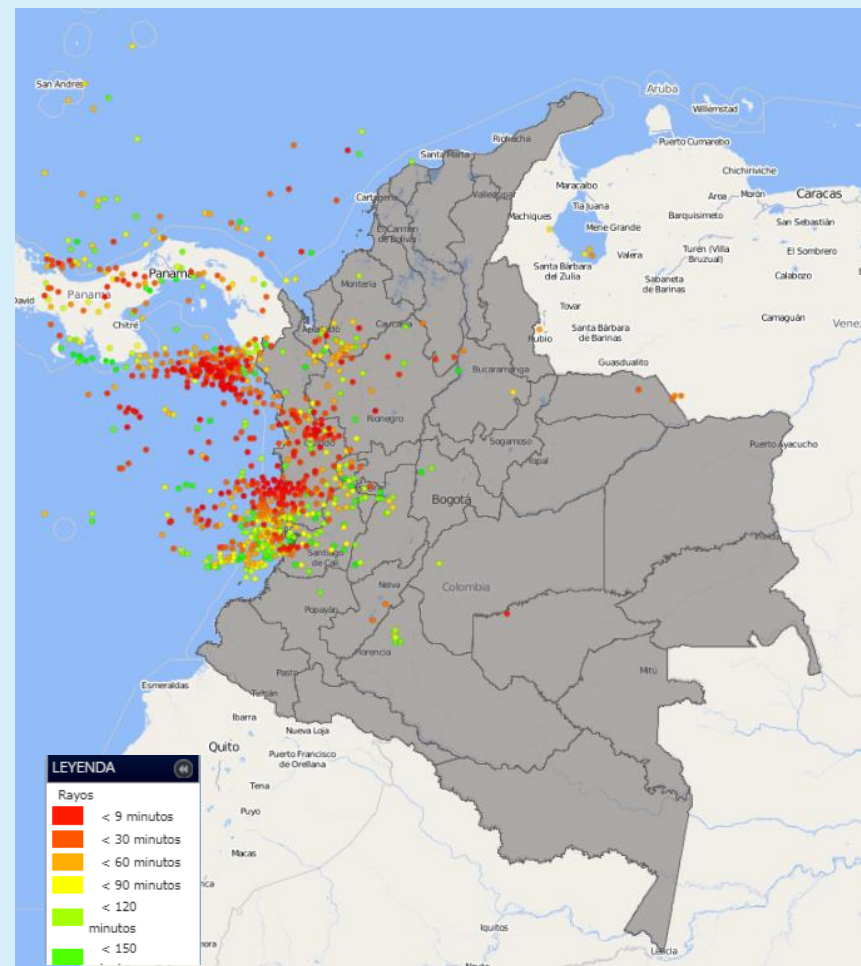 San Andrés
Aruba
Willemstad
Riohacha
Puerto Cumarebo
Santa Marta
Chichiriviche
Maracaibo
Caracas
Cartagena
Valledupar
Aroa
Morón
Tía Juana
Machiques
Barquisimeto
San Sebastián
Mene Grande
El Carmen
de Bolívar
Turén (Villa
Bruzual)
El Sombrero
Valera
Santa Bárbara
del Zulia
Panamá
Calabozo
Sabaneta
de Barinas
David
Panamá
Montería
Tovar
Camaguán
Chitré
Apartadó
Caucasia
Rubio
Santa Bárbara
de Barinas
Venez
Guasdualito
Bucaramanga
Rionegro
Puerto Ayacucho
Quibdó
Sogamoso
Yopal
Bogotá
Inírida
Santiago
de Cali
Neiva
Colombia
Popayán
Florencia
Mitú
Pasto
Esmeraldas
Tulcán
Ibarra
Nueva Loja
Quito
Puerto Francisco
de Orellana
Tena
Puyo
Macas
Iquitos
Leticia
LEYENDA
Rayos
< 9 minutos
< 30 minutos
< 60 minutos
< 90 minutos
< 120
minutos
< 150